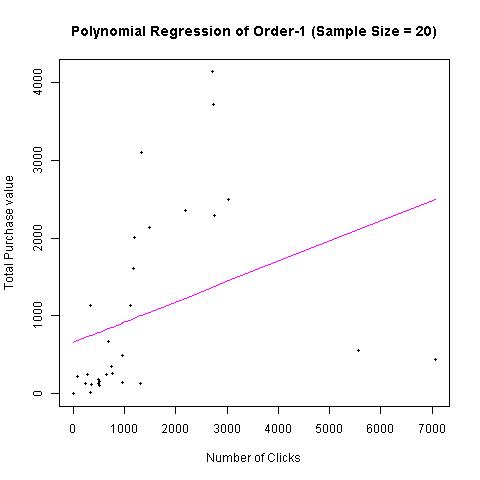 Polynomial Regression of Order-1 (Sample Size = 20)
Total Purchase value
4000
3000
2000
1000
0
0 1000 2000 3000 4000 5000 6000 7000
Number of Clicks